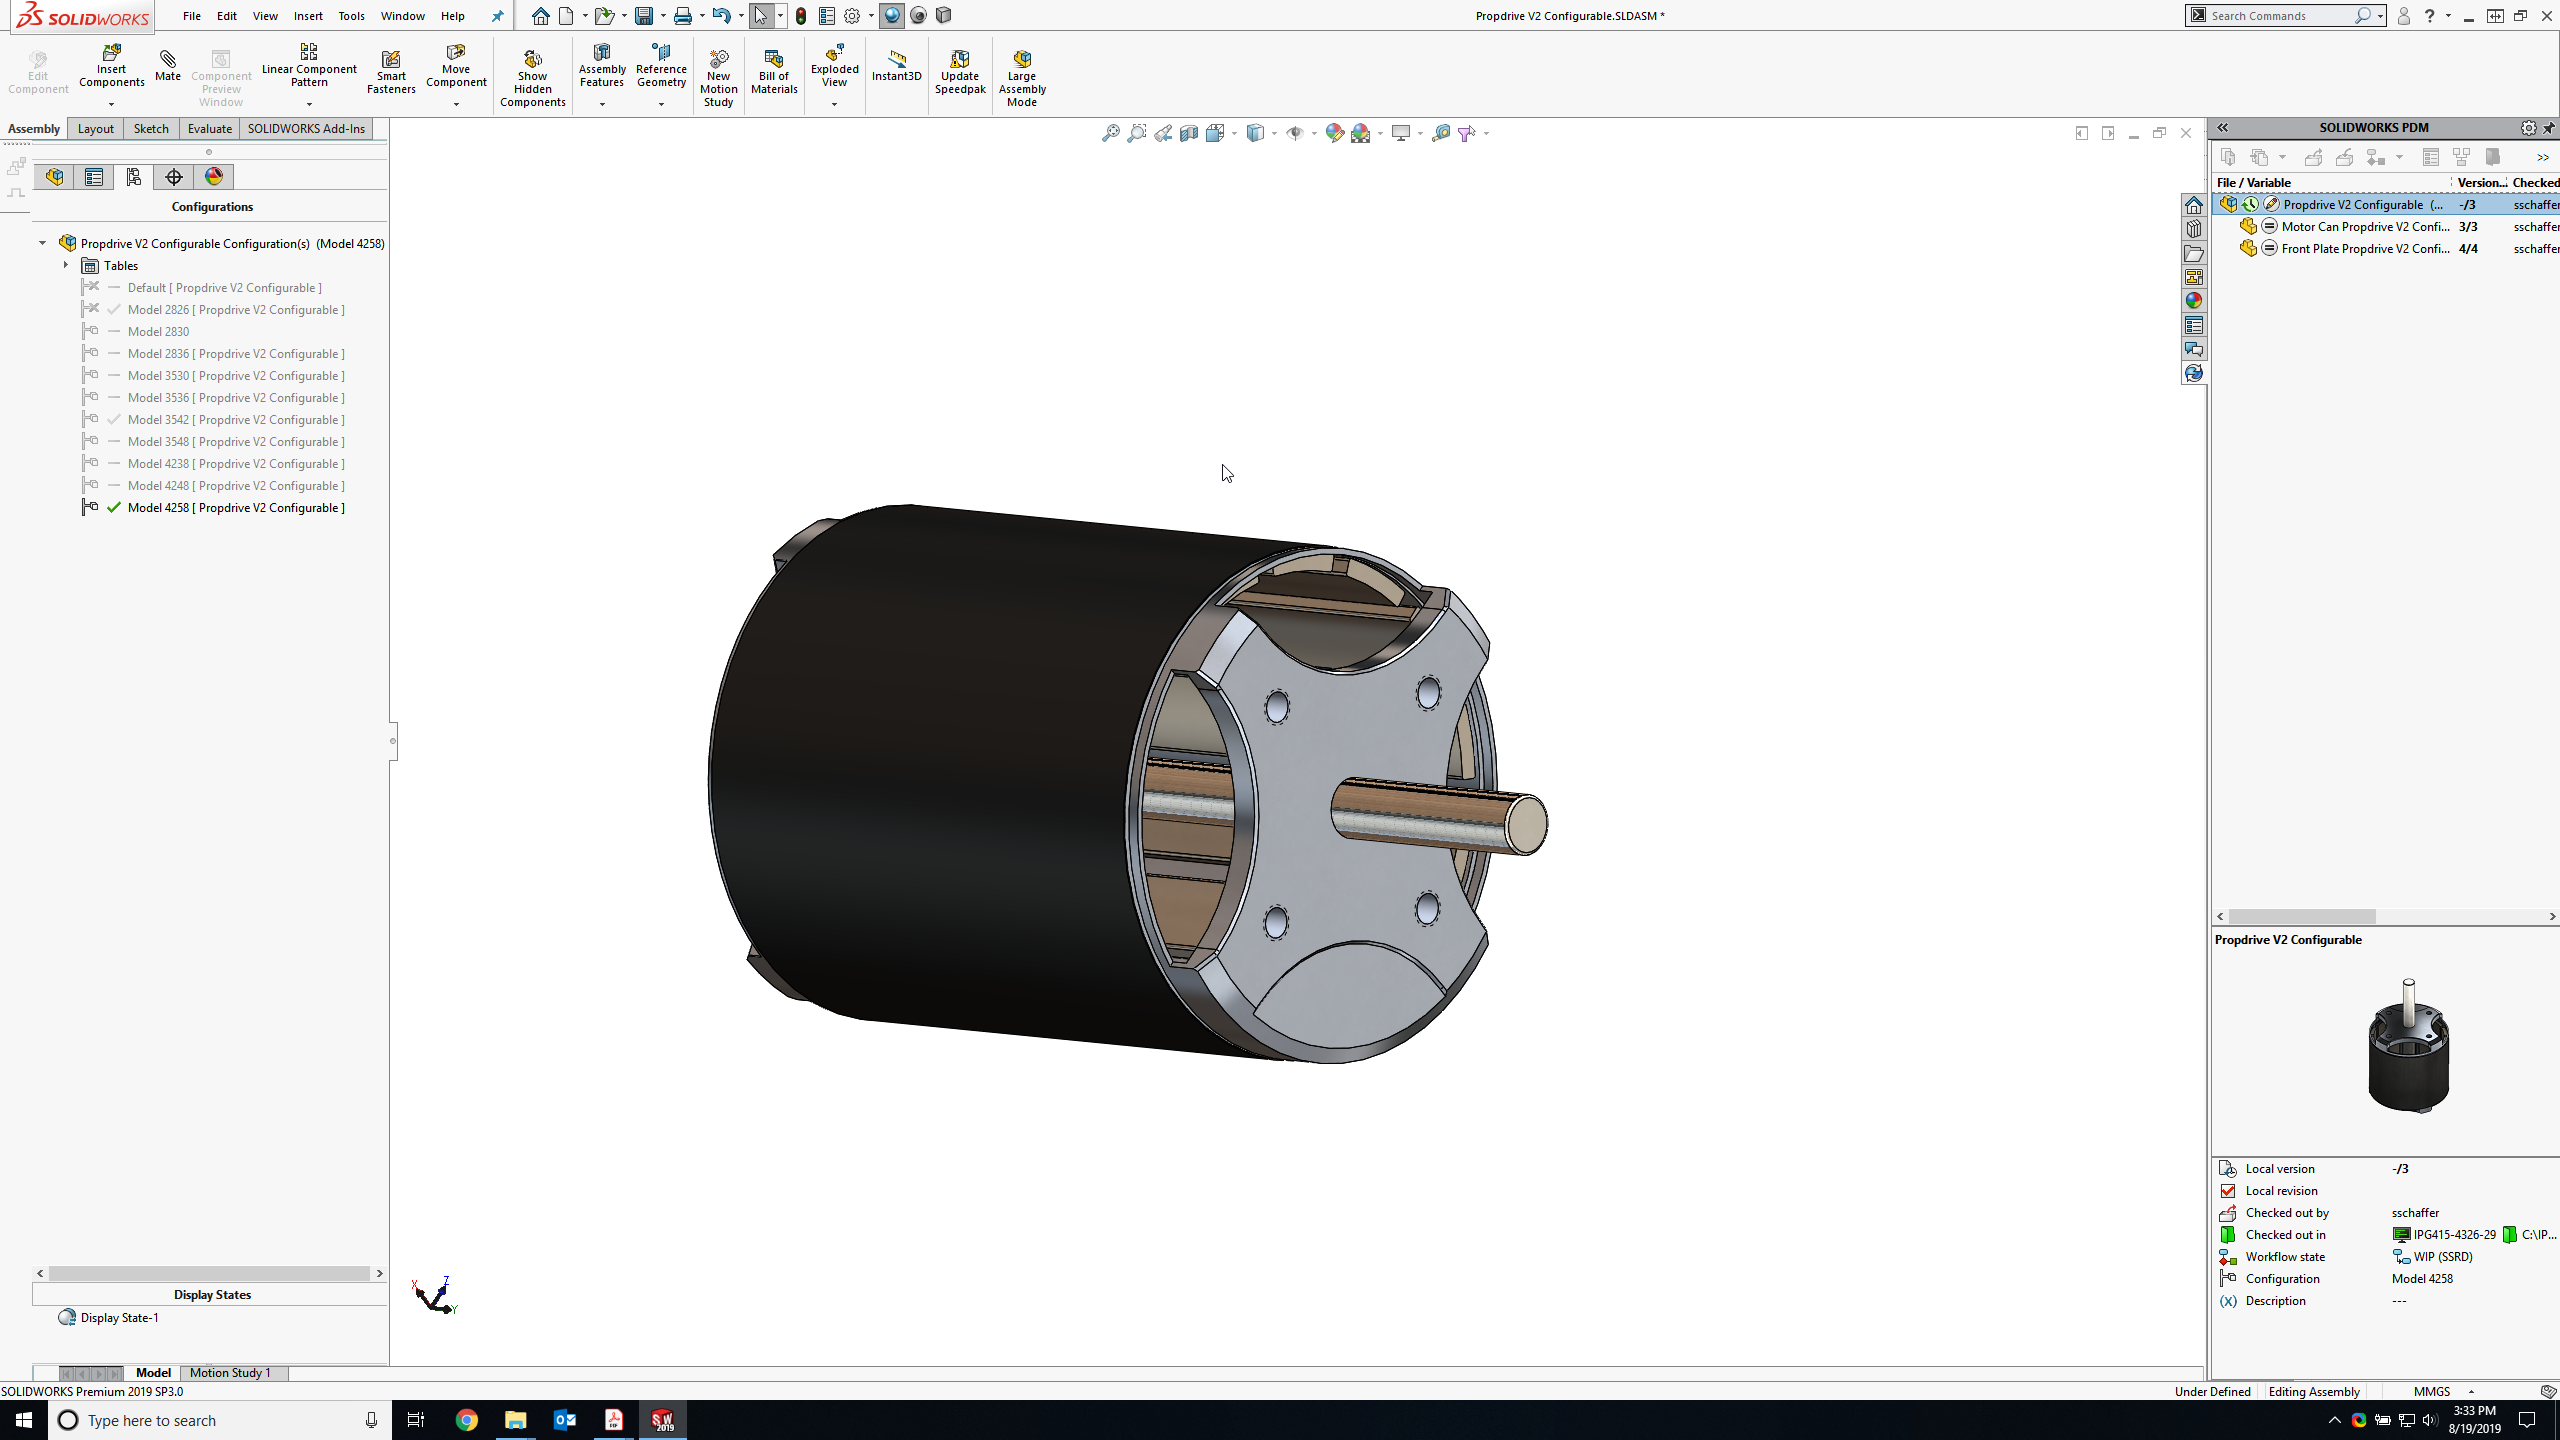 SOLIDWORKS
File Edit View Insert Tools Window Help
Propdrive V2 Configurable.SLDASM *
Search Commands
Edit Component
Insert Components
Mate
Component Preview Window
Linear Component Pattern
Smart Fasteners
Move Component
Show Hidden Components
Assembly Features
Reference Geometry
New Motion Study
Bill of Materials
Exploded View
Instant3D
Update Speedpak
Large Assembly Mode
Assembly Layout Sketch Evaluate SOLIDWORKS Add-Ins
Configurations
Propdrive V2 Configurable Configuration(s) (Model 4258)
Tables
Default [ Propdrive V2 Configurable ]
Model 2826 [ Propdrive V2 Configurable ]
Model 2830
Model 2836 [ Propdrive V2 Configurable ]
Model 3530 [ Propdrive V2 Configurable ]
Model 3536 [ Propdrive V2 Configurable ]
Model 3542 [ Propdrive V2 Configurable ]
Model 3548 [ Propdrive V2 Configurable ]
Model 4238 [ Propdrive V2 Configurable ]
Model 4248 [ Propdrive V2 Configurable ]
Model 4258 [ Propdrive V2 Configurable ]
Display States
Display State-1
X Z Y
Model Motion Study 1
SOLIDWORKS PDM
>>
File / Variable Version... Checked
Propdrive V2 Configurable (... -/3 sschaffer
Motor Can Propdrive V2 Confi... 3/3 sschaffer
Front Plate Propdrive V2 Confi... 4/4 sschaffer
Propdrive V2 Configurable
Local version -/3
Local revision
Checked out by sschaffer
Checked out in IPG415-4326-29 C:\IP...
Workflow state WIP (SSRD)
Configuration Model 4258
Description ---
SOLIDWORKS Premium 2019 SP3.0
Under Defined Editing Assembly MMGS
Type here to search
SW 2019
3:33 PM
8/19/2019